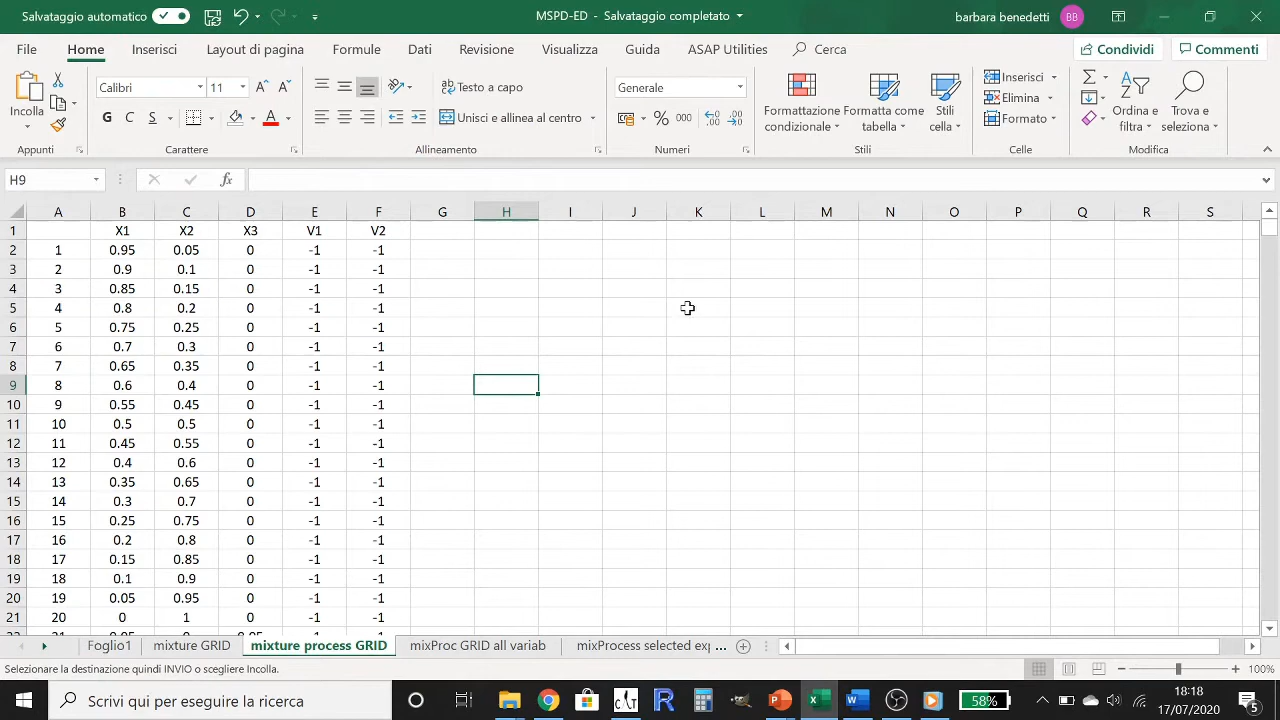 Salvataggio automatico
MSPD-ED - Salvataggio completato
barbara benedetti
BB
File Home Inserisci Layout di pagina Formule Dati Revisione Visualizza Guida ASAP Utilities Cerca
Condividi Commenti
Incolla
Calibri 11
G C S
Testo a capo
Unisci e allinea al centro
Generale
% 000
Formattazione condizionale
Formatta come tabella
Stili cella
Inserisci
Elimina
Formato
Ordina e filtra
Trova e seleziona
Appunti Carattere Allineamento Numeri Stili Celle Modifica
H9 fx
A B C D E F G H I J K L M N O P Q R S
1 X1 X2 X3 V1 V2
2 1 0.95 0.05 0 -1 -1
3 2 0.9 0.1 0 -1 -1
4 3 0.85 0.15 0 -1 -1
5 4 0.8 0.2 0 -1 -1
6 5 0.75 0.25 0 -1 -1
7 6 0.7 0.3 0 -1 -1
8 7 0.65 0.35 0 -1 -1
9 8 0.6 0.4 0 -1 -1
10 9 0.55 0.45 0 -1 -1
11 10 0.5 0.5 0 -1 -1
12 11 0.45 0.55 0 -1 -1
13 12 0.4 0.6 0 -1 -1
14 13 0.35 0.65 0 -1 -1
15 14 0.3 0.7 0 -1 -1
16 15 0.25 0.75 0 -1 -1
17 16 0.2 0.8 0 -1 -1
18 17 0.15 0.85 0 -1 -1
19 18 0.1 0.9 0 -1 -1
20 19 0.05 0.95 0 -1 -1
21 20 0 1 0 -1 -1
Foglio1 mixture GRID mixture process GRID mixProc GRID all variab mixProcess selected exp ...
Selezionare la destinazione quindi INVIO o scegliere Incolla.
100%
Scrivi qui per eseguire la ricerca
58%
18:18
17/07/2020
5